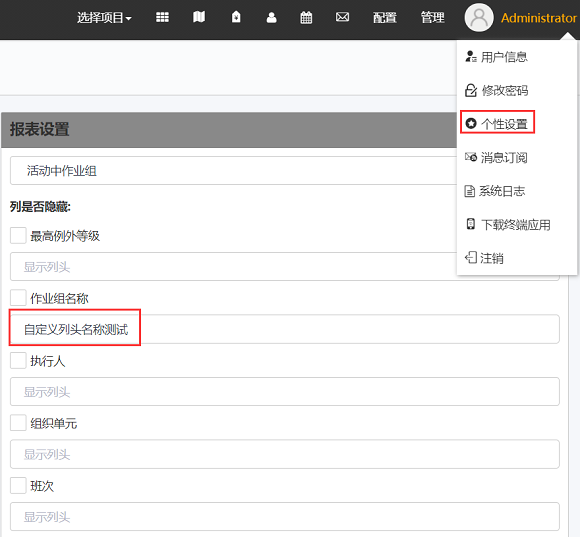 选择项目
配置
管理
Administrator
用户信息
修改密码
个性设置
消息订阅
系统日志
下载终端应用
注销
报表设置
活动中作业组
列是否隐藏:
最高例外等级
显示列头
作业组名称
自定义列头名称测试
执行人
显示列头
组织单元
显示列头
班次
显示列头